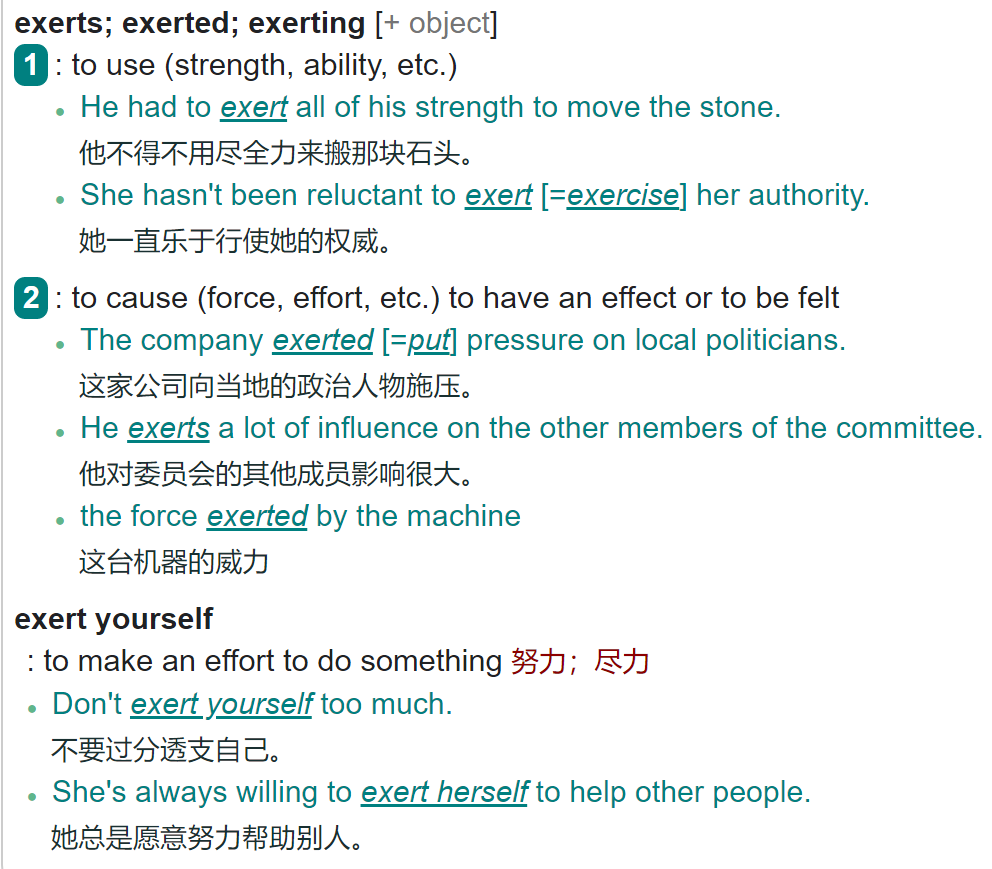 exerts; exerted; exerting [+ object]
1 : to use (strength, ability, etc.)
• He had to exert all of his strength to move the stone.
他不得不用尽全力来搬那块石头。
• She hasn't been reluctant to exert [=exercise] her authority.
她一直乐于行使她的权威。
2 : to cause (force, effort, etc.) to have an effect or to be felt
• The company exerted [=put] pressure on local politicians.
这家公司向当地的政治人物施压。
• He exerts a lot of influence on the other members of the committee.
他对委员会的其他成员影响很大。
• the force exerted by the machine
这台机器的威力
exert yourself
: to make an effort to do something 努力；尽力
• Don't exert yourself too much.
不要过分透支自己。
• She's always willing to exert herself to help other people.
她总是愿意努力帮助别人。